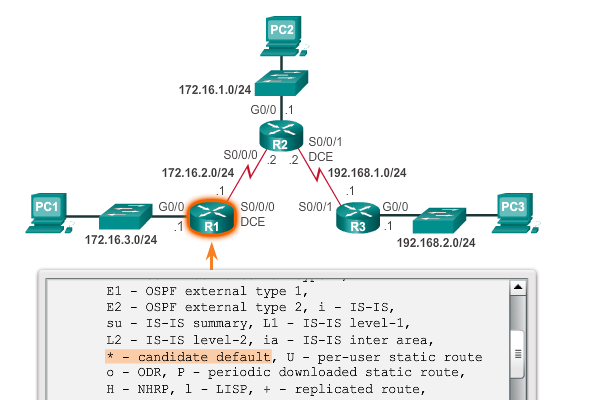 PC2
172.16.1.0/24
G0/0 .1
R2
S0/0/0 .2 .2 S0/0/1
DCE
172.16.2.0/24 192.168.1.0/24
.1 .1
PC1 G0/0 S0/0/0 S0/0/1 G0/0 PC3
.1 R1 DCE R3 .1
172.16.3.0/24 192.168.2.0/24
E1 - OSPF external type 1,
E2 - OSPF external type 2, i - IS-IS,
su - IS-IS summary, L1 - IS-IS level-1,
L2 - IS-IS level-2, ia - IS-IS inter area,
* - candidate default, U - per-user static route
o - ODR, P - periodic downloaded static route,
H - NHRP, l - LISP, + - replicated route,